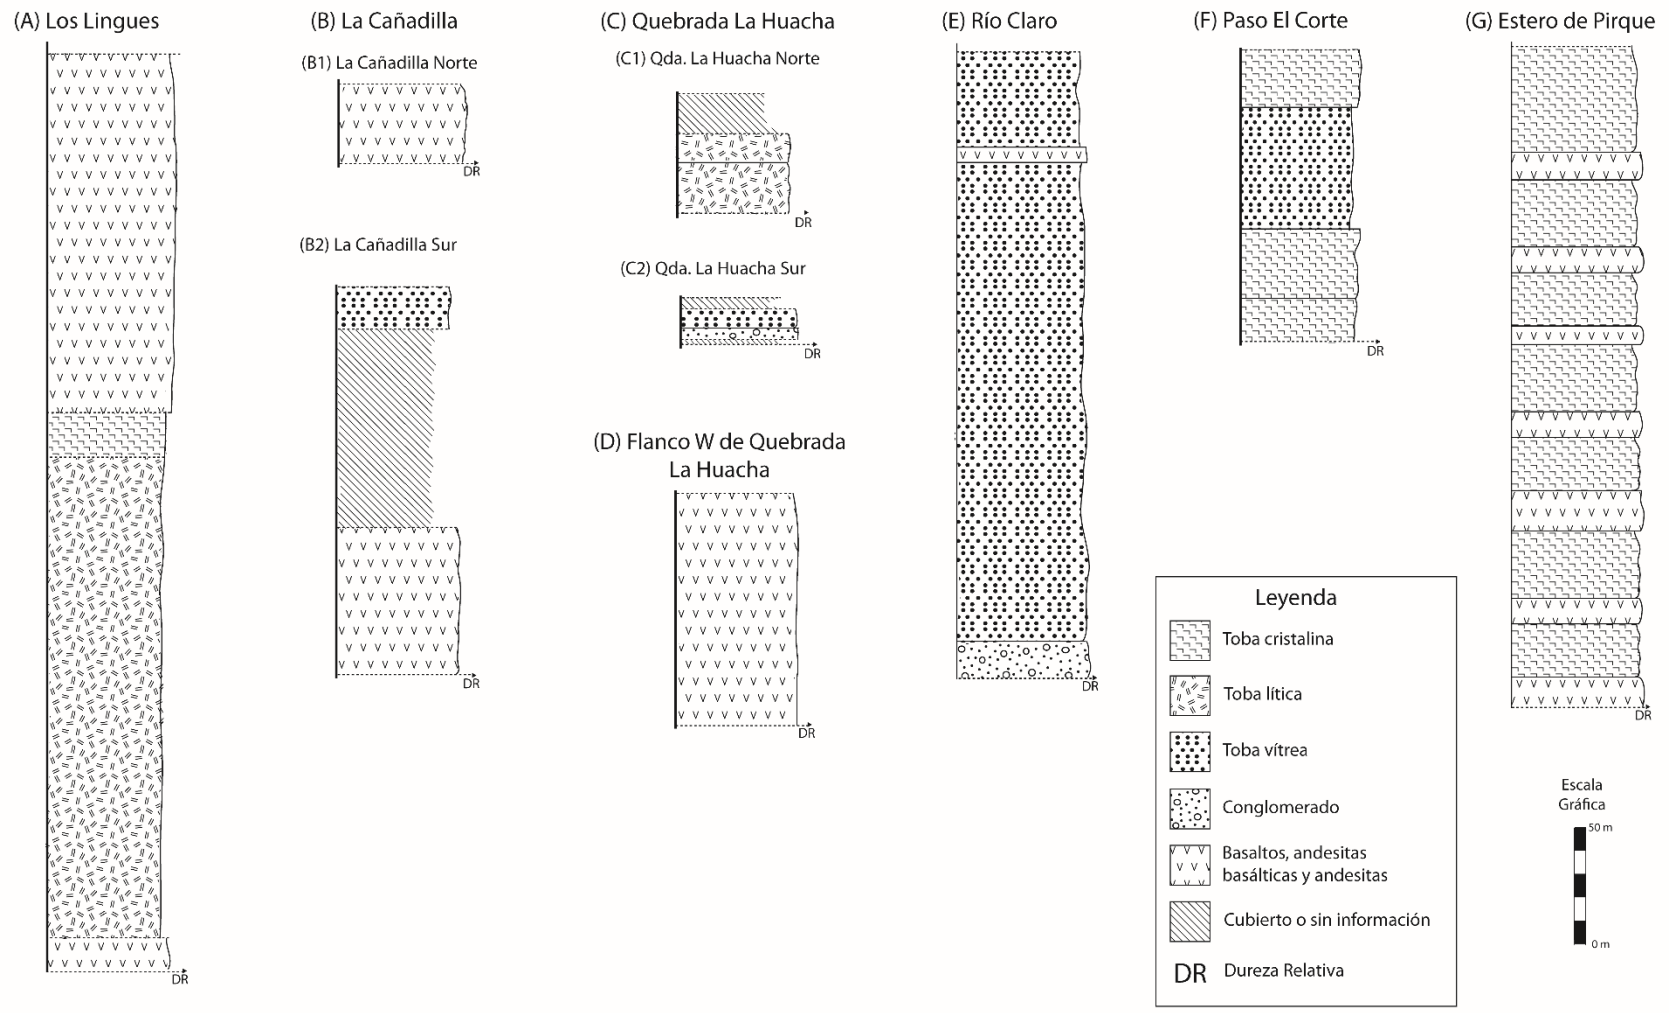 (A) Los Lingues
(B) La Cañadilla
(C) Quebrada La Huacha
(E) Río Claro
(F) Paso El Corte
(G) Estero de Pirque
(B1) La Cañadilla Norte
DR
(B2) La Cañadilla Sur
DR
(C1) Qda. La Huacha Norte
DR
(C2) Qda. La Huacha Sur
DR
(D) Flanco W de Quebrada
La Huacha
DR
DR
DR
DR
DR
Leyenda
Toba cristalina
Toba lítica
Toba vítrea
Conglomerado
Basaltos, andesitas
basálticas y andesitas
Cubierto o sin información
DR Dureza Relativa
Escala
Gráfica
50 m
0 m